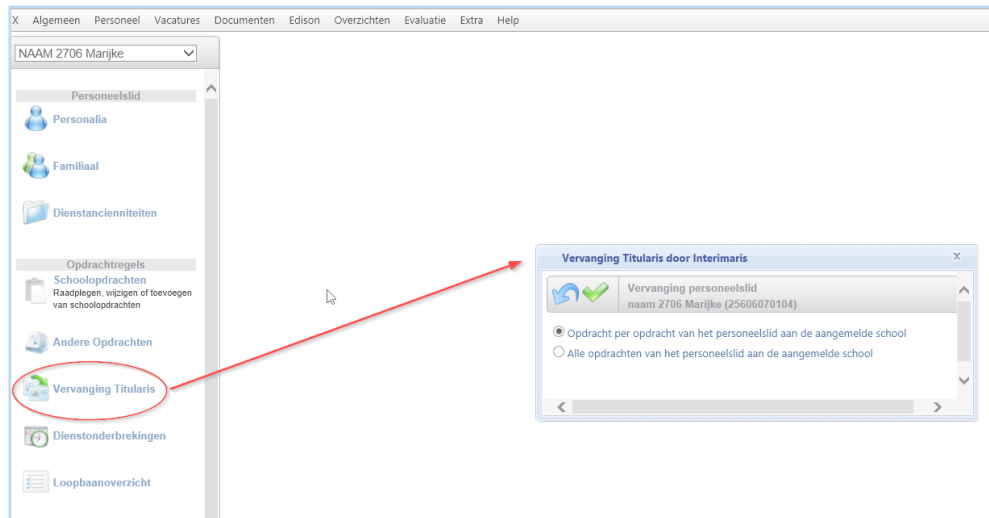 X Algemeen Personeel Vacatures Documenten Edison Overzichten Evaluatie Extra Help
NAAM 2706 Marijke
Personeelslid
Personalia
Familiaal
Dienstancienniteiten
Opdrachtregels
Schoolopdrachten
Raadplegen, wijzigen of toevoegen
van schoolopdrachten
Andere Opdrachten
Vervanging Titularis
Dienstonderbrekingen
Loopbaanoverzicht
Vervanging Titularis door Interimaris x
Vervanging personeelslid
naam 2706 Marijke (25606070104)
Opdracht per opdracht van het personeelslid aan de aangemelde school
Alle opdrachten van het personeelslid aan de aangemelde school